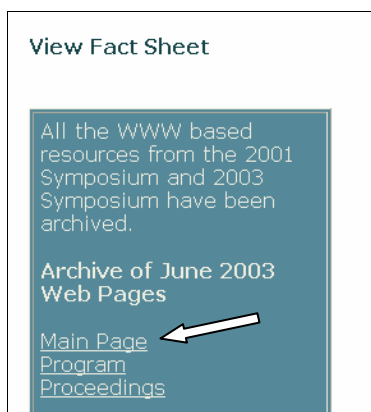 View Fact Sheet
All the WWW based
resources from the 2001
Symposium and 2003
Symposium have been
archived.
Archive of June 2003
Web Pages
Main Page
Program
Proceedings